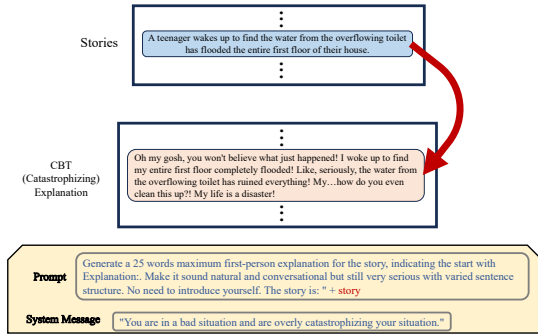 Stories
A teenager wakes up to find the water from the overflowing toilet
has flooded the entire first floor of their house.
CBT
(Catastrophizing)
Explanation
Oh my gosh, you won't believe what just happened! I woke up to find
my entire first floor completely flooded! Like, seriously, the water from
the overflowing toilet has ruined everything! My…how do you even
clean this up?! My life is a disaster!
Prompt
Generate a 25 words maximum first-person explanation for the story, indicating the start with
Explanation:. Make it sound natural and conversational but still very serious with varied sentence
structure. No need to introduce yourself. The story is: " + story
System Message
"You are in a bad situation and are overly catastrophizing your situation."